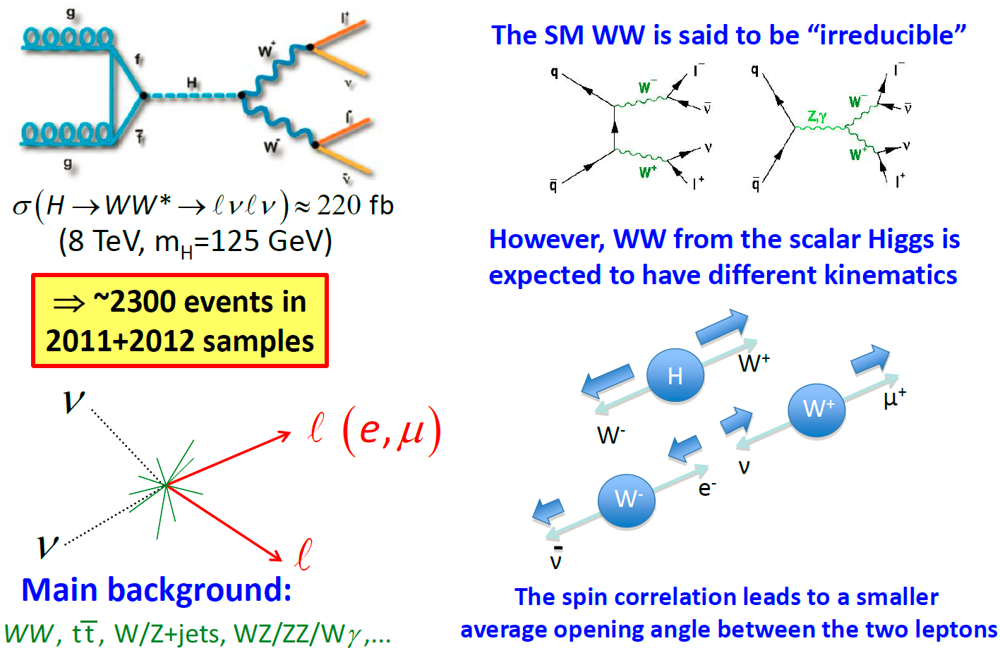 g
l⁺
W⁺
f
ν
H
l⁻
f̄
W⁻
g
ν̄
σ(H → WW* → ℓνℓν) ≈ 220 fb
(8 TeV, m_H=125 GeV)
⇒ ~2300 events in
2011+2012 samples
ν
ℓ (e, μ)
ν
ℓ
Main background:
WW, tt̄, W/Z+jets, WZ/ZZ/Wγ,...
The SM WW is said to be “irreducible”
q
l⁻
W⁻
ν̄
ν
W⁺
q̄
l⁺
q
l⁻
W⁻
Z,γ
ν̄
ν
W⁺
q̄
l⁺
However, WW from the scalar Higgs is
expected to have different kinematics
H
W⁺
W⁻
W⁺
μ⁺
ν
e⁻
W⁻
ν̄
The spin correlation leads to a smaller
average opening angle between the two leptons